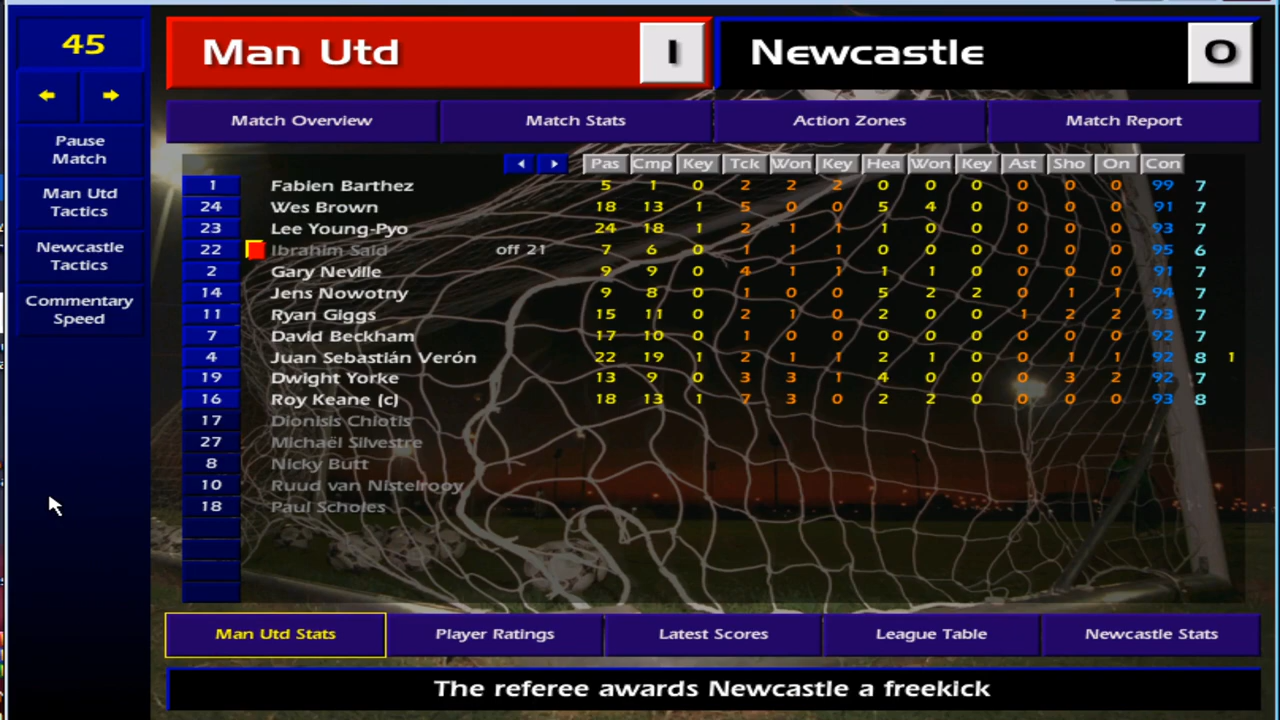 45
Man Utd 1 Newcastle 0
Match Overview Match Stats Action Zones Match Report
Pause Match
Man Utd Tactics
Newcastle Tactics
Commentary Speed
Pas Cmp Key Tck Won Key Hea Won Key Ast Sho On Con
1 Fabien Barthez 5 1 0 2 2 2 0 0 0 0 0 0 99 7
24 Wes Brown 18 13 1 5 0 0 5 4 0 0 0 0 91 7
23 Lee Young-Pyo 24 18 1 2 1 1 1 0 0 0 0 0 93 7
22 Ibrahim Said off 21 7 6 0 1 1 1 0 0 0 0 0 0 95 6
2 Gary Neville 9 9 0 4 1 1 1 1 0 0 0 0 91 7
14 Jens Nowotny 9 8 0 1 0 0 5 2 2 0 1 1 94 7
11 Ryan Giggs 15 11 0 2 1 0 2 0 0 1 2 2 93 7
7 David Beckham 17 10 0 1 0 0 0 0 0 0 0 0 92 7
4 Juan Sebastián Verón 22 19 1 2 1 1 2 1 0 0 1 1 92 8 1
19 Dwight Yorke 13 9 0 3 3 1 4 0 0 0 3 2 92 7
16 Roy Keane (c) 18 13 1 7 3 0 2 2 0 0 0 0 93 8
17 Dionisis Chiotis
27 Michaël Silvestre
8 Nicky Butt
10 Ruud van Nistelrooy
18 Paul Scholes
Man Utd Stats Player Ratings Latest Scores League Table Newcastle Stats
The referee awards Newcastle a freekick